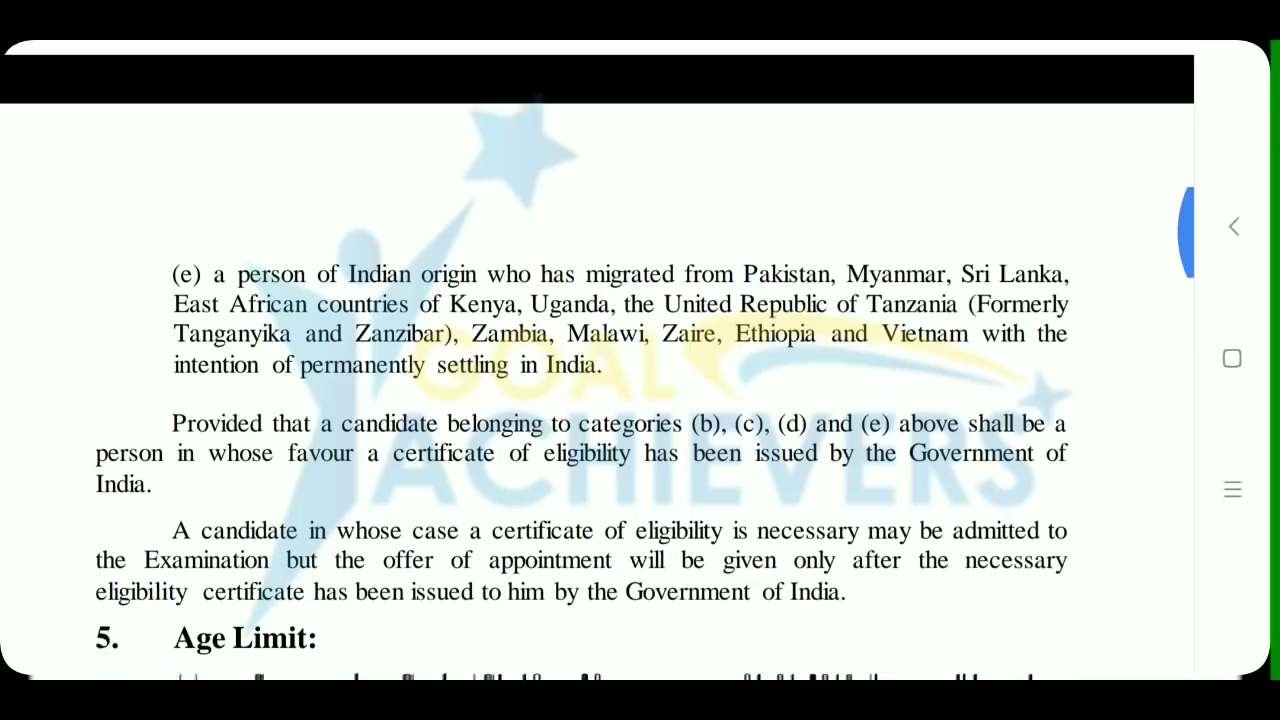 (e) a person of Indian origin who has migrated from Pakistan, Myanmar, Sri Lanka,
East African countries of Kenya, Uganda, the United Republic of Tanzania (Formerly
Tanganyika and Zanzibar), Zambia, Malawi, Zaire, Ethiopia and Vietnam with the
intention of permanently settling in India.
Provided that a candidate belonging to categories (b), (c), (d) and (e) above shall be a
person in whose favour a certificate of eligibility has been issued by the Government of
India.
A candidate in whose case a certificate of eligibility is necessary may be admitted to
the Examination but the offer of appointment will be given only after the necessary
eligibility certificate has been issued to him by the Government of India.
5. Age Limit:
GOAL
ACHIEVERS